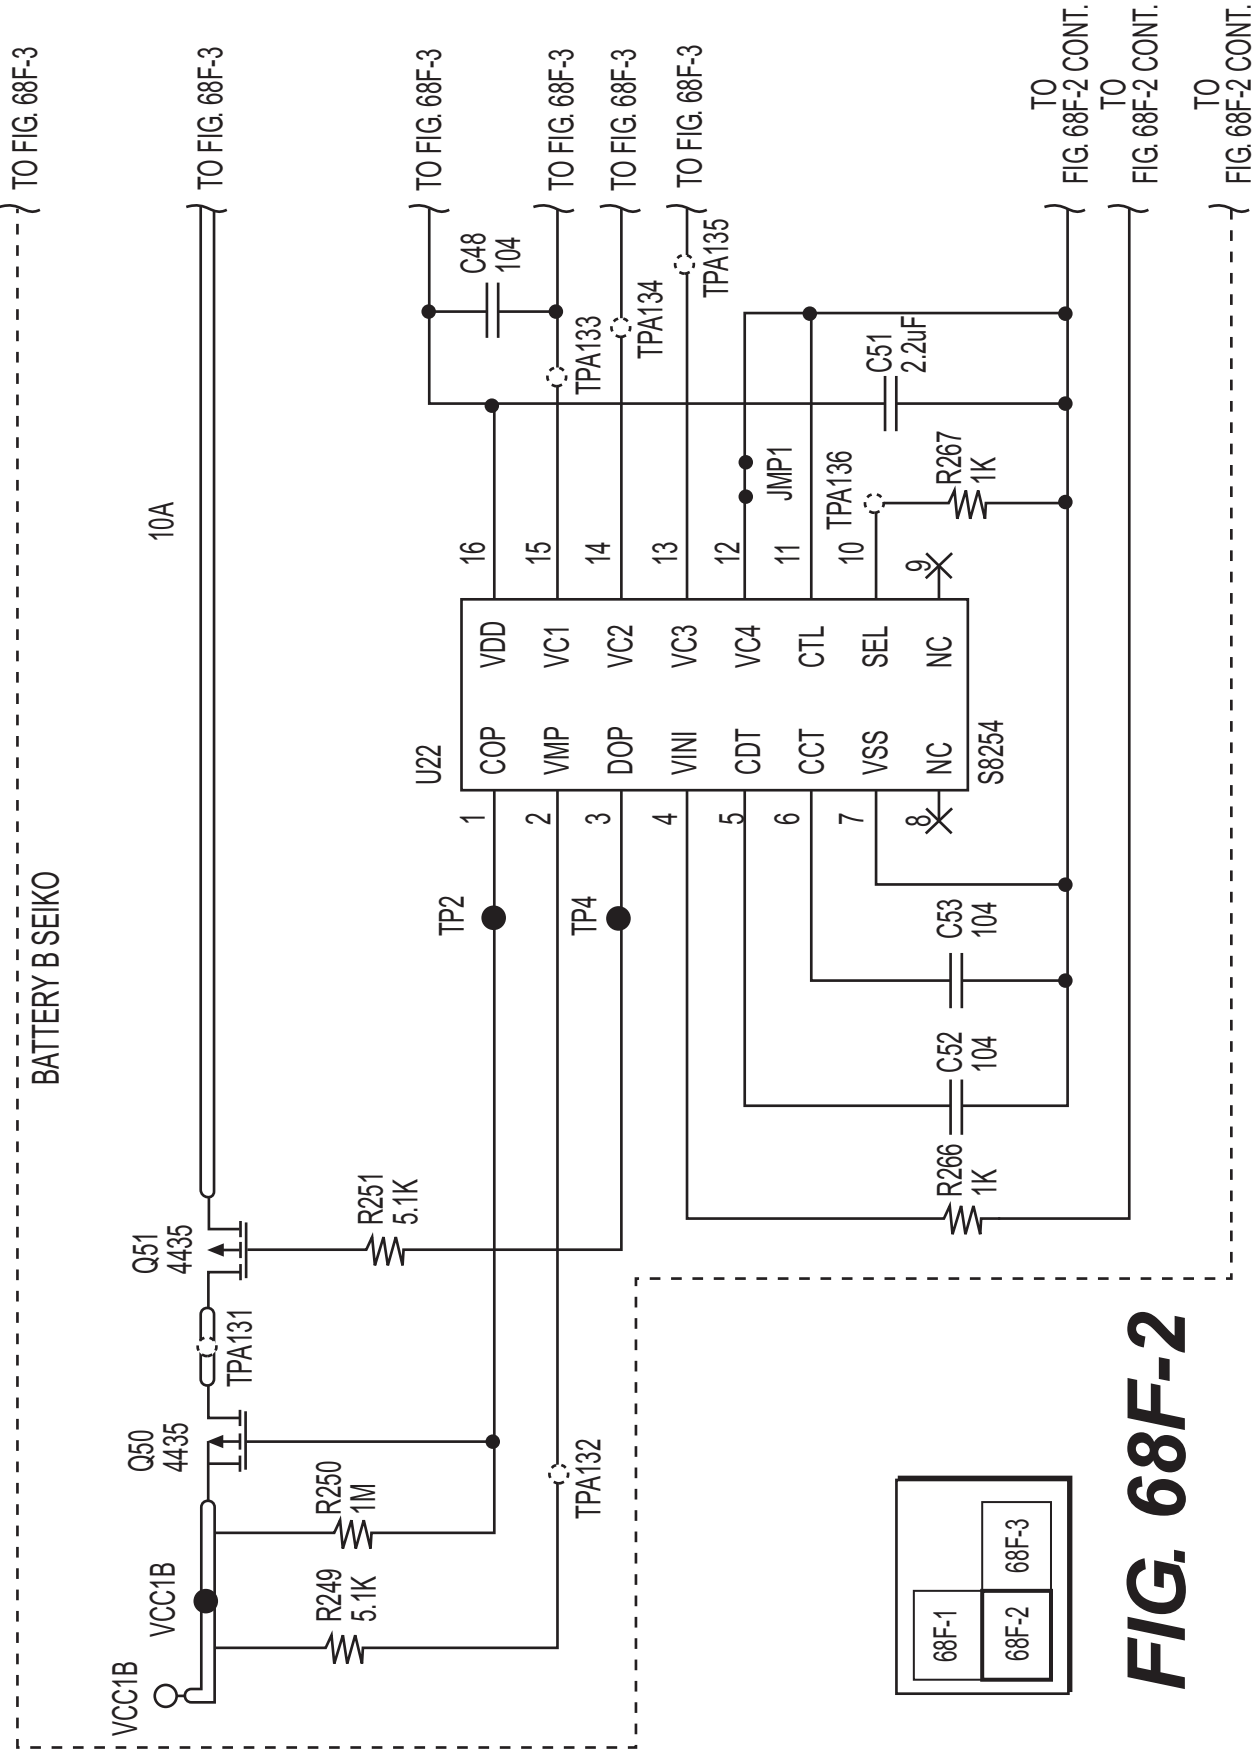 BATTERY B SEIKO
TO FIG. 68F-3
VCC1B
VCC1B
Q50
4435
TPA131
Q51
4435
10A
TO FIG. 68F-3
R249
5.1K
R250
1M
R251
5.1K
TPA132
TP2
TP4
U22
1 COP VDD 16
2 VMP VC1 15
3 DOP VC2 14
4 VINI VC3 13
5 CDT VC4 12
6 CCT CTL 11
7 VSS SEL 10
8 NC NC 9
S8254
C48
104
TO FIG. 68F-3
TPA133
TO FIG. 68F-3
TPA134
TO FIG. 68F-3
TPA135
TO FIG. 68F-3
JMP1
TPA136
C51
2.2uF
R267
1K
R266
1K
C52
104
C53
104
TO
FIG. 68F-2 CONT.
TO
FIG. 68F-2 CONT.
TO
FIG. 68F-2 CONT.
68F-1
68F-2
68F-3
FIG. 68F-2